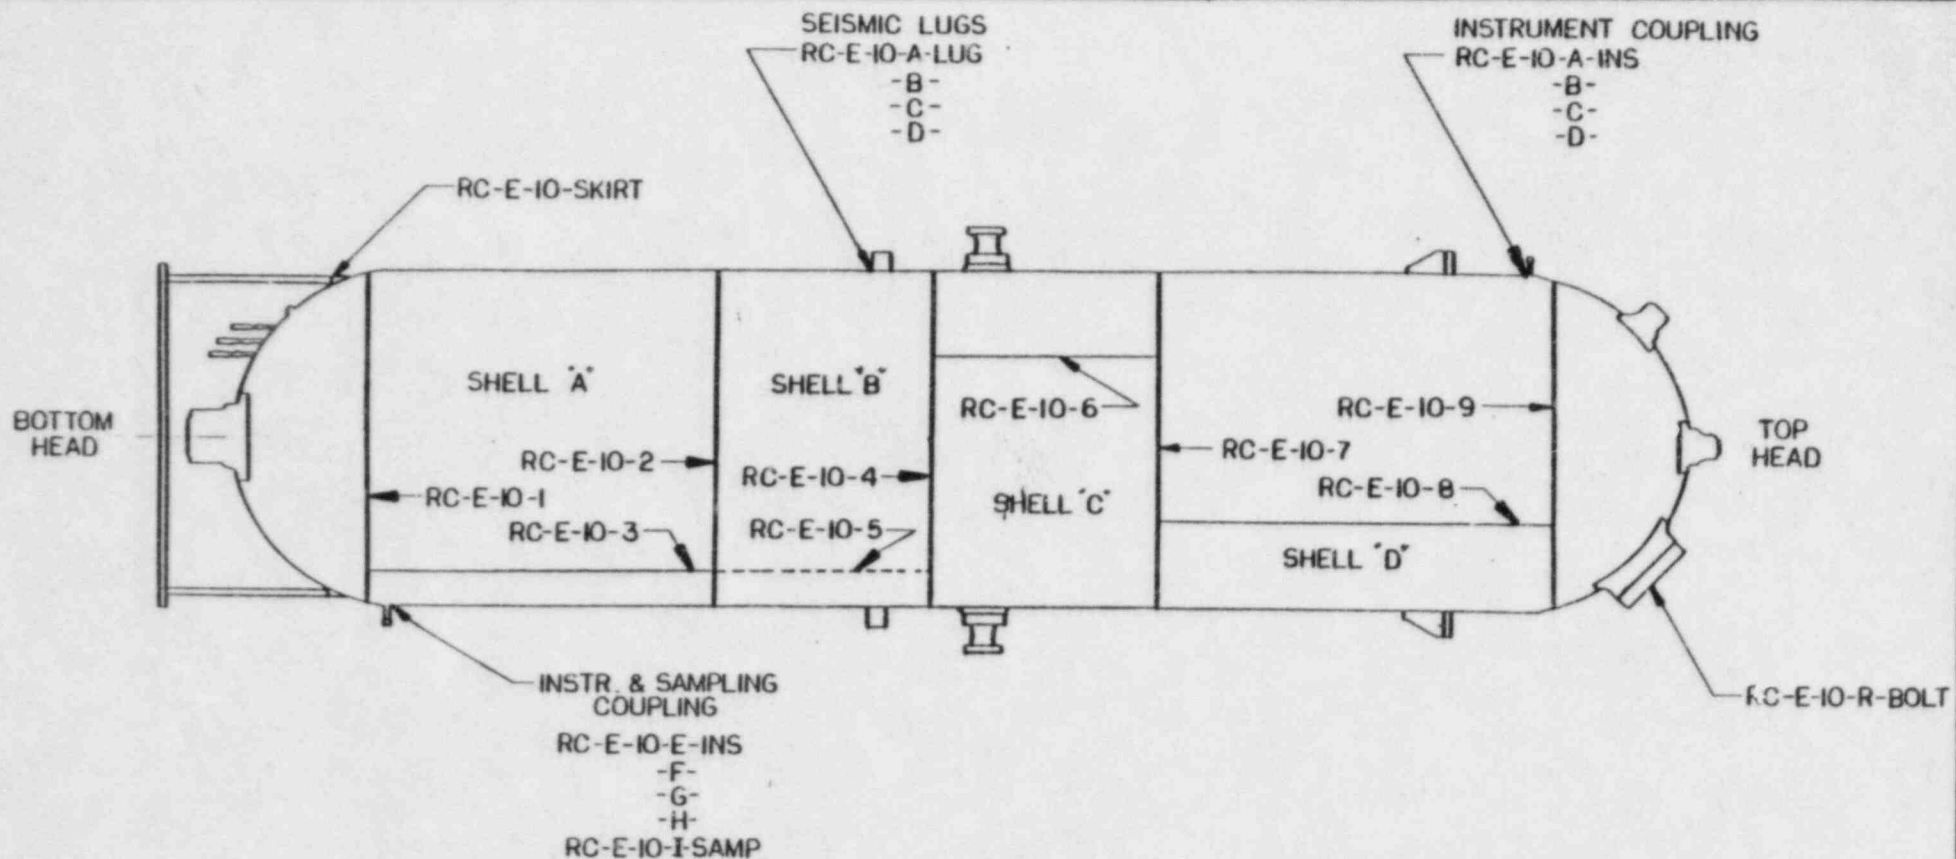 SEISMIC LUGS
RC-E-10-A-LUG
-B-
-C-
-D-
INSTRUMENT COUPLING
RC-E-10-A-INS
-B-
-C-
-D-
RC-E-10-SKIRT
SHELL "A"
SHELL "B"
RC-E-10-6
RC-E-10-9
BOTTOM
HEAD
TOP
HEAD
RC-E-10-2
RC-E-10-4
RC-E-10-7
RC-E-10-1
SHELL "C"
RC-E-10-8
RC-E-10-3
RC-E-10-5
SHELL "D"
INSTR. & SAMPLING
COUPLING
RC-E-10-E-INS
-F-
-G-
-H-
RC-E-10-I-SAMP
RC-E-10-R-BOLT